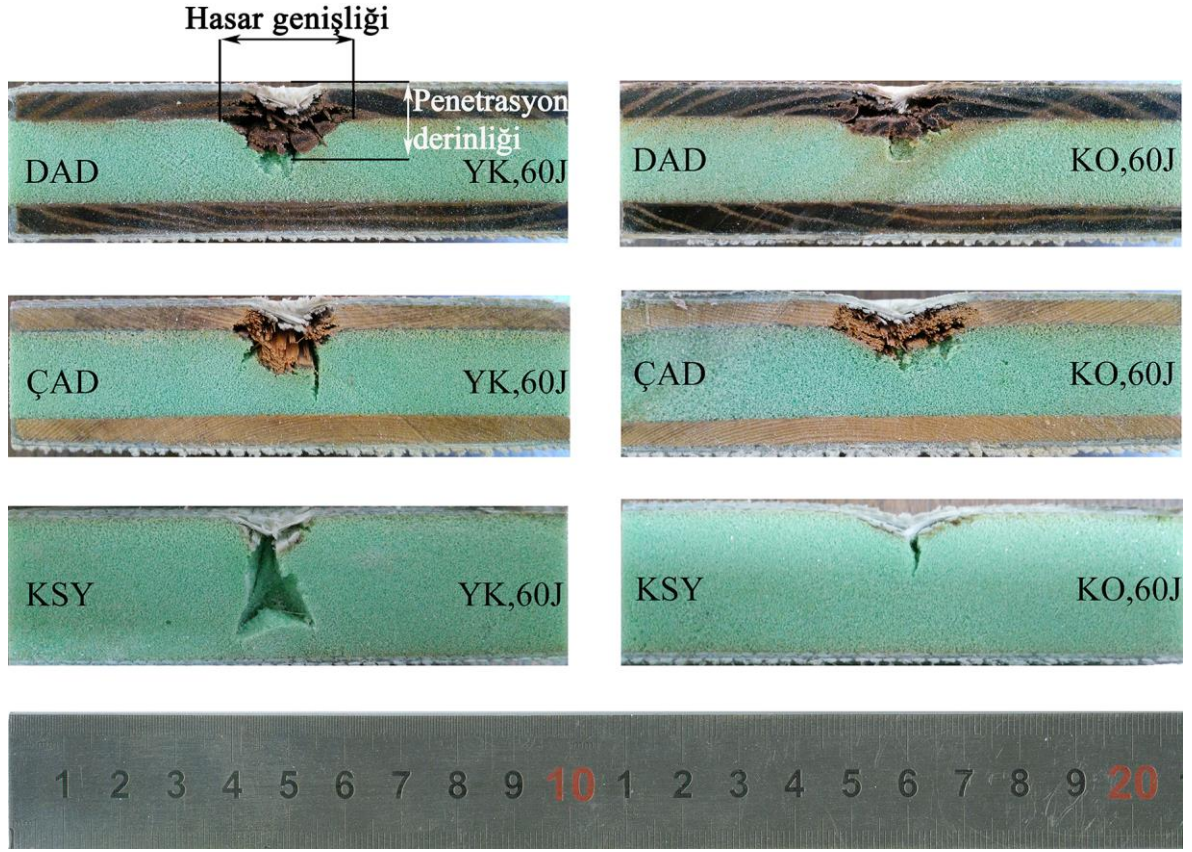 Hasar genişliği
Penetrasyon
derinliği
DAD YK,60J
DAD KO,60J
ÇAD YK,60J
ÇAD KO,60J
KSY YK,60J
KSY KO,60J
1 2 3 4 5 6 7 8 9 10 1 2 3 4 5 6 7 8 9 20